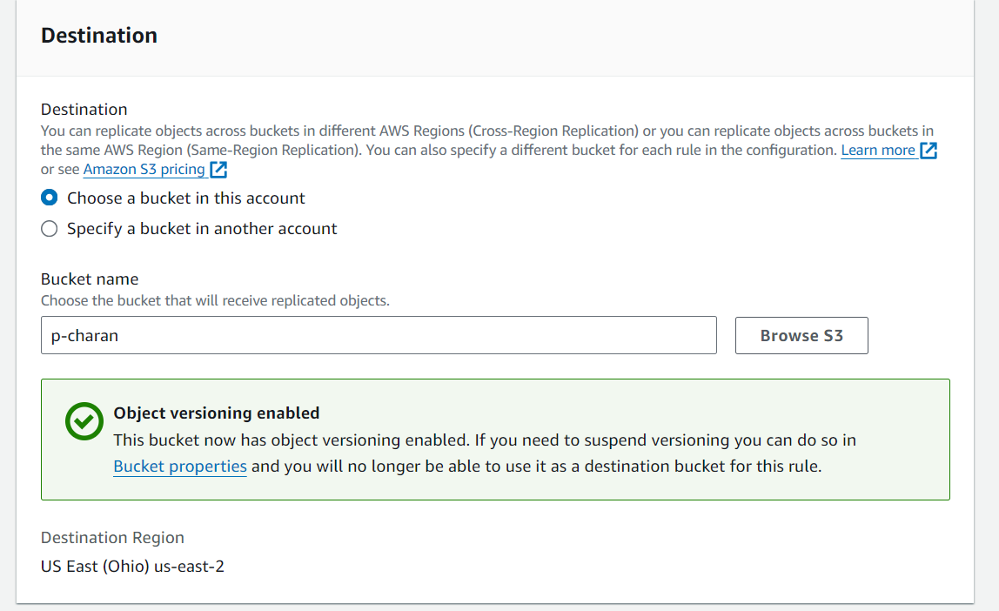 Destination
Destination
You can replicate objects across buckets in different AWS Regions (Cross-Region Replication) or you can replicate objects across buckets in
the same AWS Region (Same-Region Replication). You can also specify a different bucket for each rule in the configuration. Learn more
or see Amazon S3 pricing
Choose a bucket in this account
Specify a bucket in another account
Bucket name
Choose the bucket that will receive replicated objects.
p-charan
Browse S3
Object versioning enabled
This bucket now has object versioning enabled. If you need to suspend versioning you can do so in
Bucket properties and you will no longer be able to use it as a destination bucket for this rule.
Destination Region
US East (Ohio) us-east-2